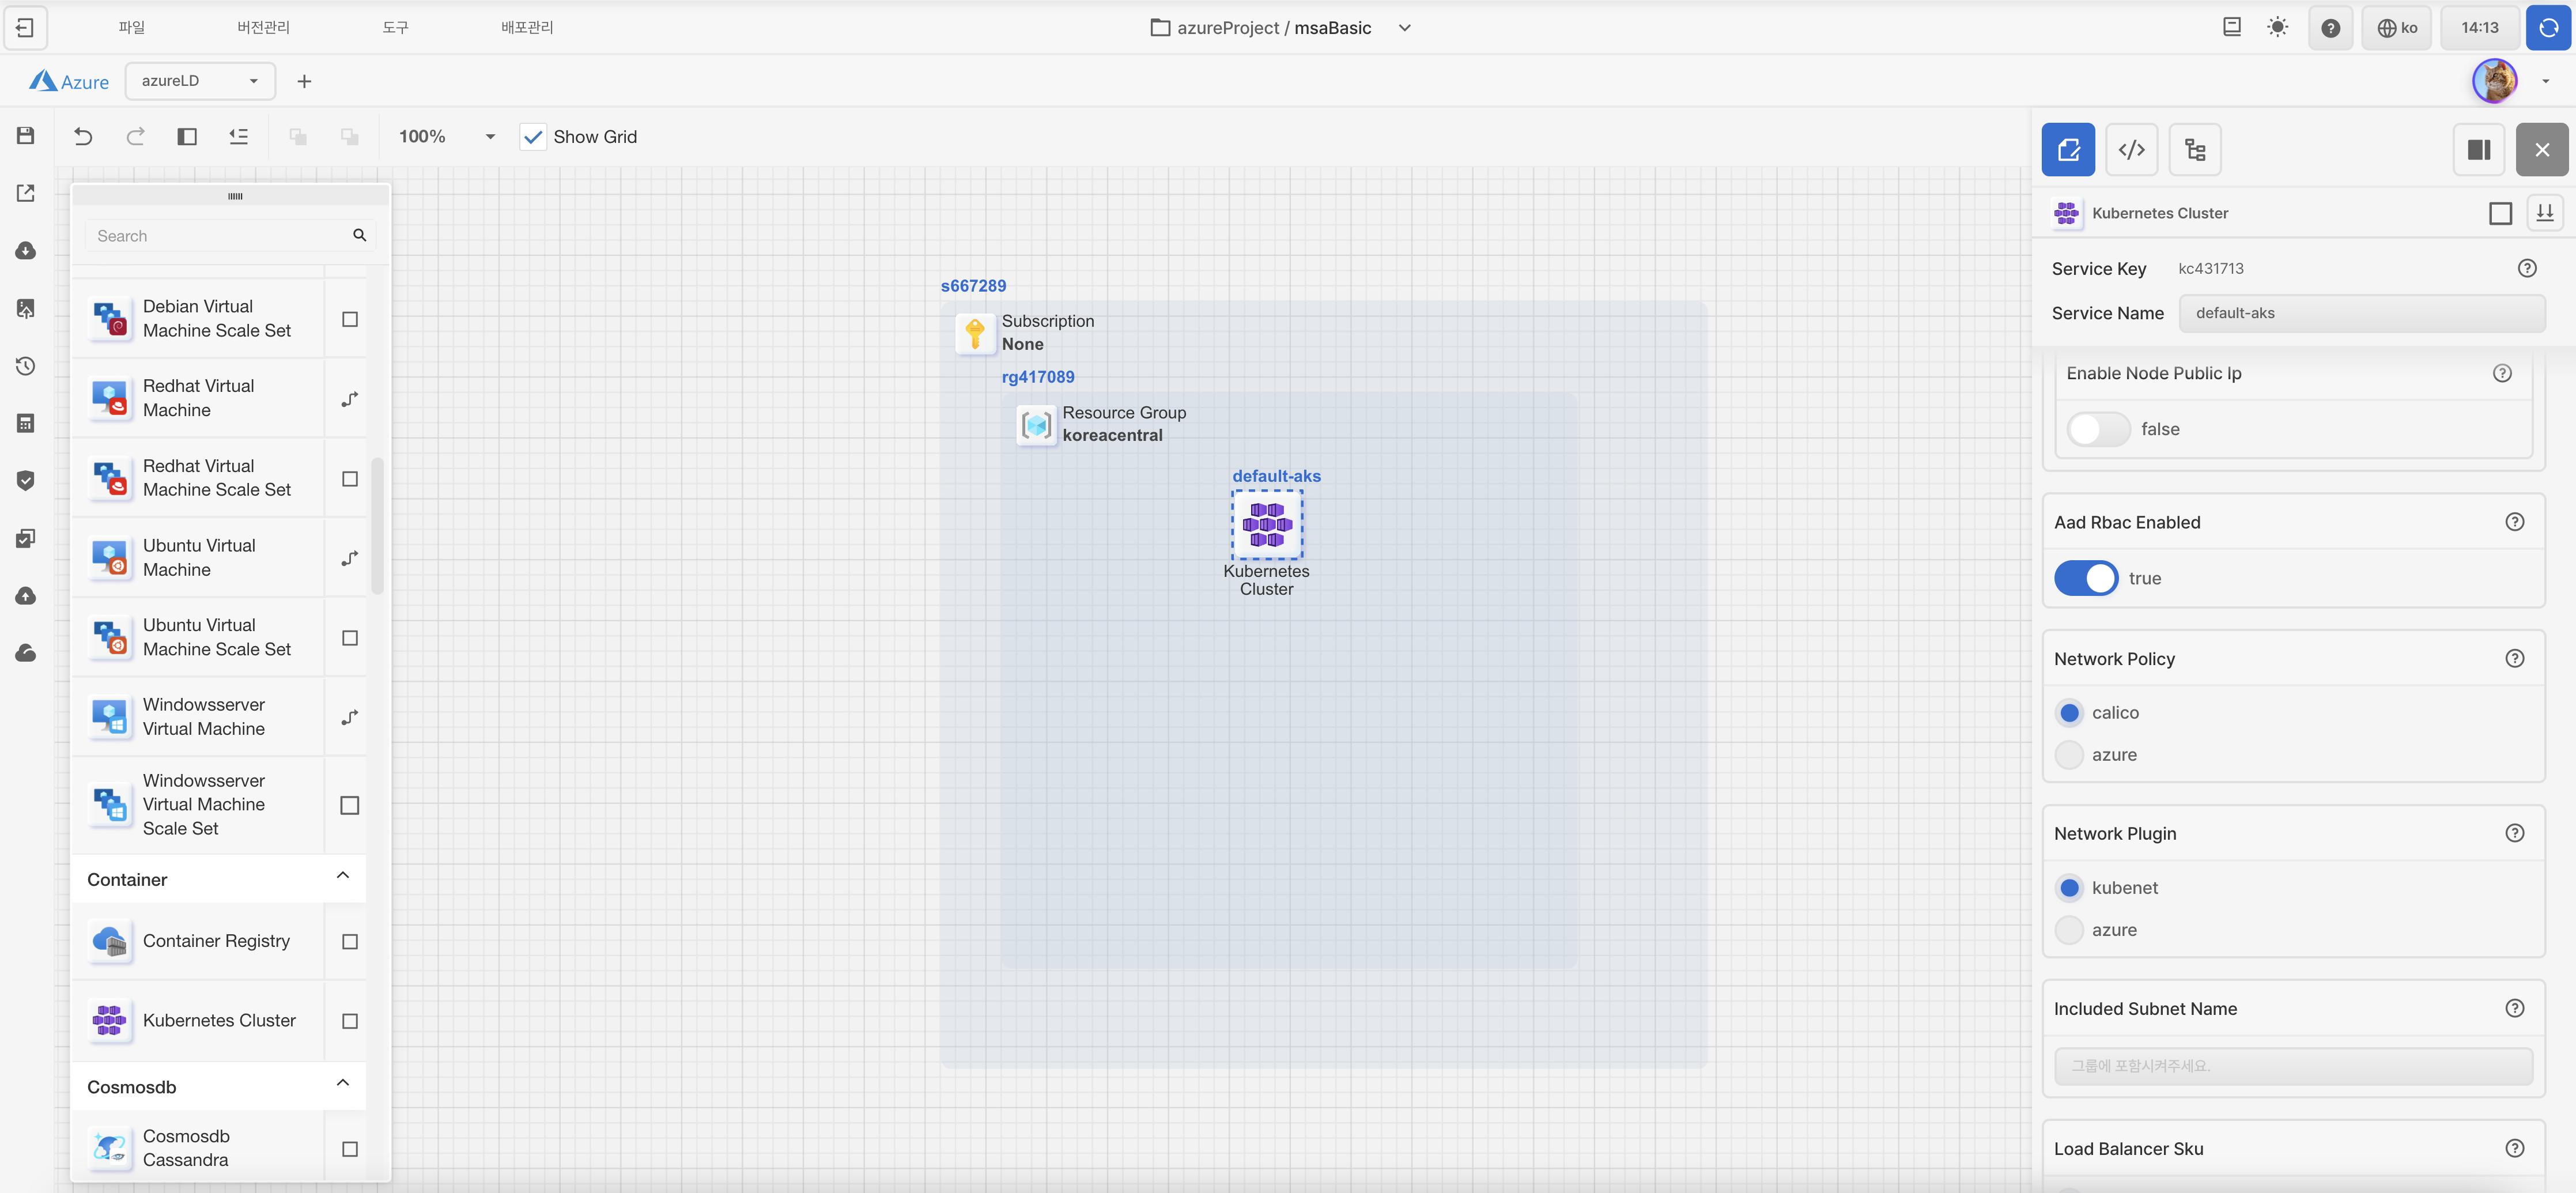 파일
버전관리
도구
배포관리
azureProject / msaBasic
ko
14:13
Azure
azureLD
100%
Show Grid
Search
Debian Virtual
Machine Scale Set
Redhat Virtual
Machine
Redhat Virtual
Machine Scale Set
Ubuntu Virtual
Machine
Ubuntu Virtual
Machine Scale Set
Windowsserver
Virtual Machine
Windowsserver
Virtual Machine
Scale Set
Container
Container Registry
Kubernetes Cluster
Cosmosdb
Cosmosdb
Cassandra
s667289
Subscription
None
rg417089
Resource Group
koreacentral
default-aks
Kubernetes
Cluster
Kubernetes Cluster
Service Key kc431713
Service Name default-aks
Enable Node Public Ip
false
Aad Rbac Enabled
true
Network Policy
calico
azure
Network Plugin
kubenet
azure
Included Subnet Name
그룹에 포함시켜주세요.
Load Balancer Sku